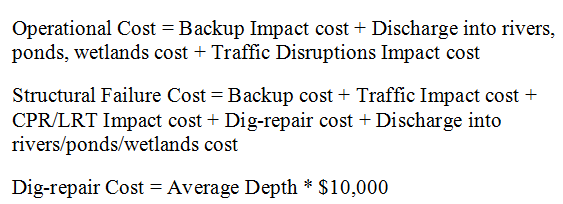 Operational Cost = Backup Impact cost + Discharge into rivers,
ponds, wetlands cost + Traffic Disruptions Impact cost
Structural Failure Cost = Backup cost + Traffic Impact cost +
CPR/LRT Impact cost + Dig-repair cost + Discharge into
rivers/ponds/wetlands cost
Dig-repair Cost = Average Depth * $10,000